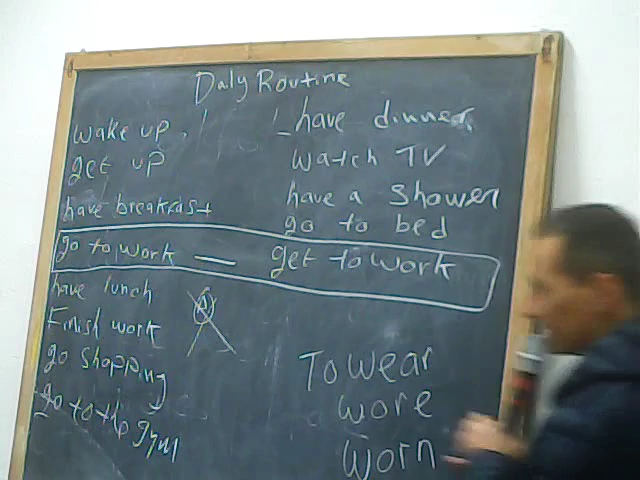 Daly Routine
wake up
get up
have breakfast
go to work — get to work
have lunch
Finish work
go shopping
go to the gym
have dinner
watch TV
have a shower
go to bed
To wear
wore
worn